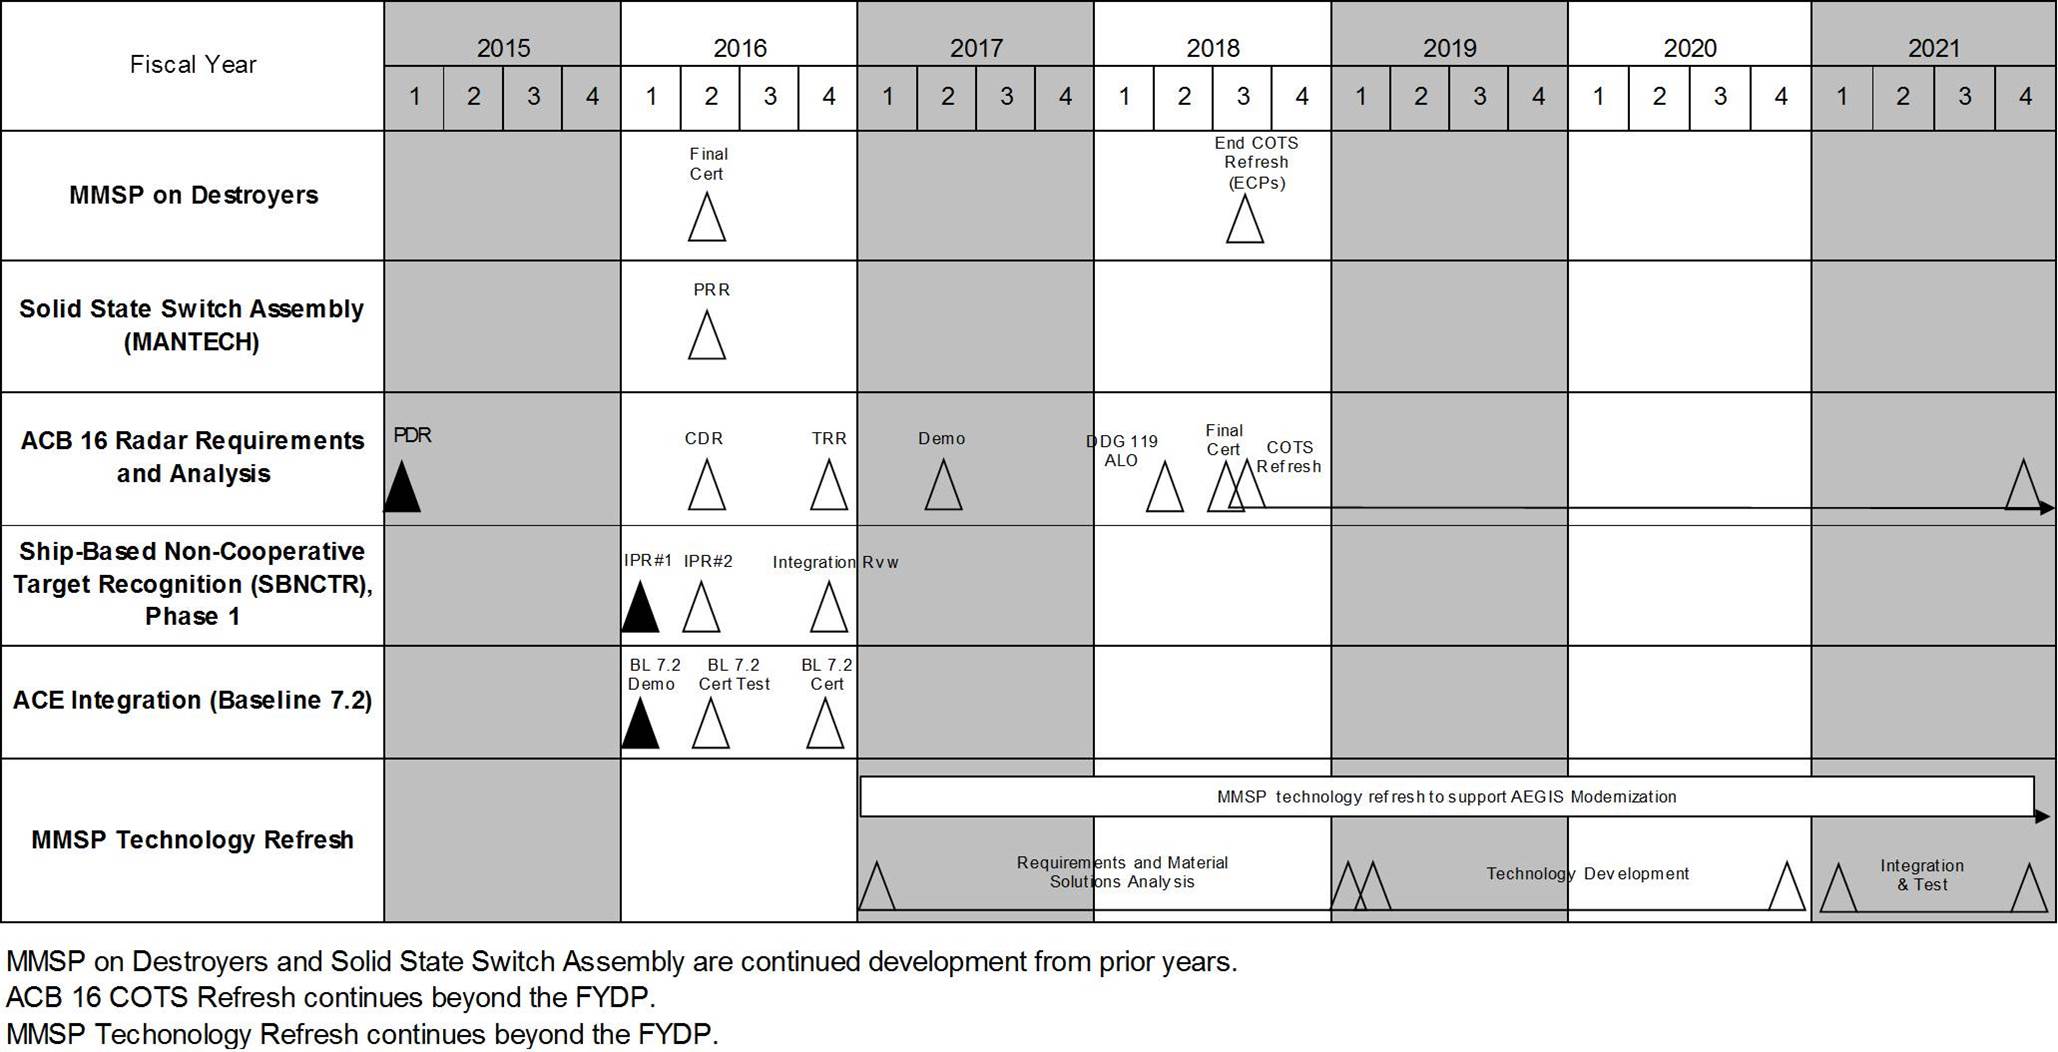 Fiscal Year
2015
2016
2017
2018
2019
2020
2021
1 2 3 4 1 2 3 4 1 2 3 4 1 2 3 4 1 2 3 4 1 2 3 4 1 2 3 4
MMSP on Destroyers
Final
Cert
End COTS
Refresh
(ECPs)
Solid State Switch Assembly
(MANTECH)
PRR
ACB 16 Radar Requirements
and Analysis
PDR
CDR
TRR
Demo
DDG 119
ALO
Final
Cert
COTS
Refresh
Ship-Based Non-Cooperative
Target Recognition (SBNCTR),
Phase 1
IPR#1
IPR#2
Integration Rvw
ACE Integration (Baseline 7.2)
BL 7.2
Demo
BL 7.2
Cert Test
BL 7.2
Cert
MMSP Technology Refresh
MMSP technology refresh to support AEGIS Modernization
Requirements and Material
Solutions Analysis
Technology Development
Integration
& Test
MMSP on Destroyers and Solid State Switch Assembly are continued development from prior years.
ACB 16 COTS Refresh continues beyond the FYDP.
MMSP Techonology Refresh continues beyond the FYDP.